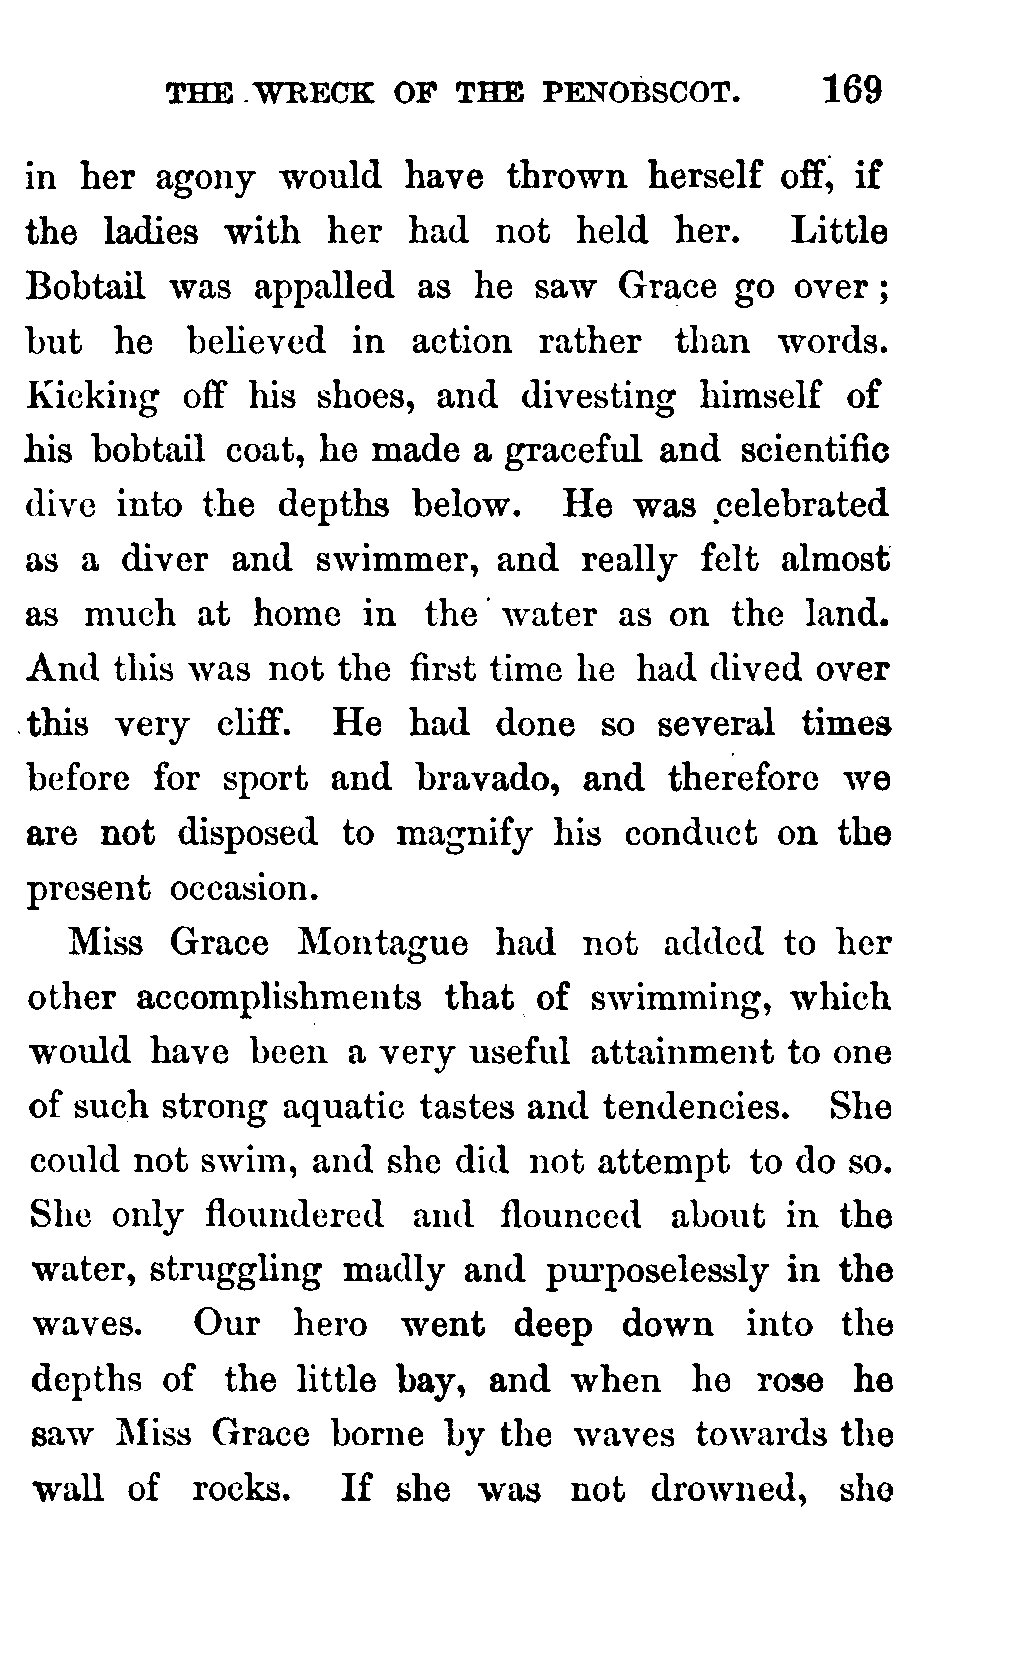 THE WRECK OF THE PENOBSCOT. 169
in her agony would have thrown herself off, if
the ladies with her had not held her. Little
Bobtail was appalled as he saw Grace go over;
but he believed in action rather than words.
Kicking off his shoes, and divesting himself of
his bobtail coat, he made a graceful and scientific
dive into the depths below. He was celebrated
as a diver and swimmer, and really felt almost
as much at home in the water as on the land.
And this was not the first time he had dived over
this very cliff. He had done so several times
before for sport and bravado, and therefore we
are not disposed to magnify his conduct on the
present occasion.
Miss Grace Montague had not added to her
other accomplishments that of swimming, which
would have been a very useful attainment to one
of such strong aquatic tastes and tendencies. She
could not swim, and she did not attempt to do so.
She only floundered and flounced about in the
water, struggling madly and purposelessly in the
waves. Our hero went deep down into the
depths of the little bay, and when he rose he
saw Miss Grace borne by the waves towards the
wall of rocks. If she was not drowned, she